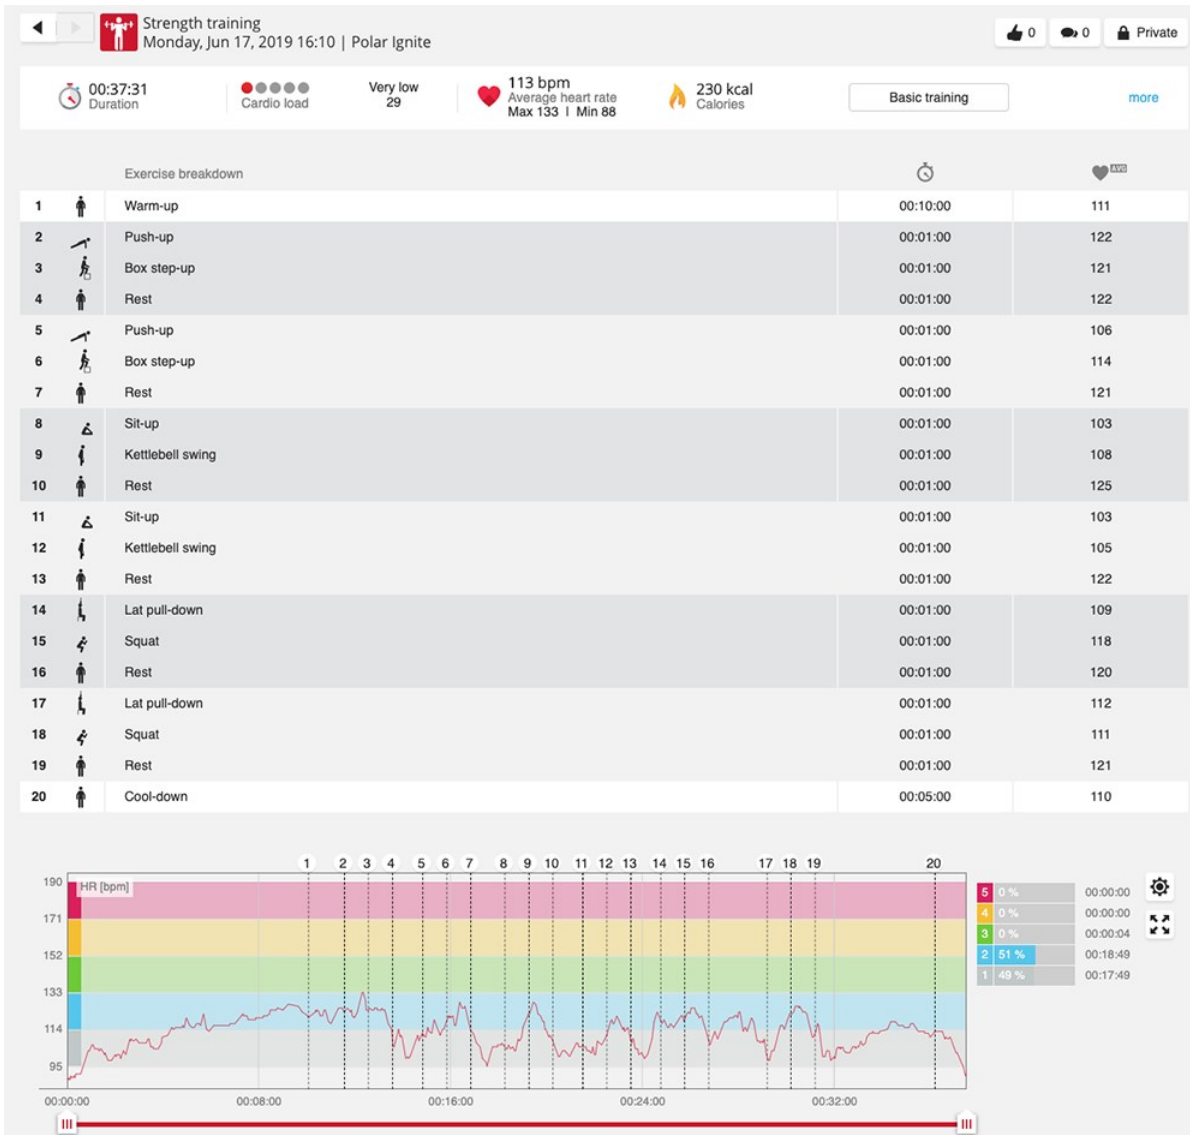 Strength training
Monday, Jun 17, 2019 16:10 | Polar Ignite
0 0 Private
00:37:31
Duration
Cardio load
Very low
29
113 bpm
Average heart rate
Max 133 | Min 88
230 kcal
Calories
Basic training
more
Exercise breakdown AVG
1 Warm-up 00:10:00 111
2 Push-up 00:01:00 122
3 Box step-up 00:01:00 121
4 Rest 00:01:00 122
5 Push-up 00:01:00 106
6 Box step-up 00:01:00 114
7 Rest 00:01:00 121
8 Sit-up 00:01:00 103
9 Kettlebell swing 00:01:00 108
10 Rest 00:01:00 125
11 Sit-up 00:01:00 103
12 Kettlebell swing 00:01:00 105
13 Rest 00:01:00 122
14 Lat pull-down 00:01:00 109
15 Squat 00:01:00 118
16 Rest 00:01:00 120
17 Lat pull-down 00:01:00 112
18 Squat 00:01:00 111
19 Rest 00:01:00 121
20 Cool-down 00:05:00 110
1 2 3 4 5 6 7 8 9 10 11 12 13 14 15 16 17 18 19 20
HR [bpm]
190
171
152
133
114
95
00:00:00 00:08:00 00:16:00 00:24:00 00:32:00
5 0 % 00:00:00
4 0 % 00:00:00
3 0 % 00:00:04
2 51 % 00:18:49
1 49 % 00:17:49